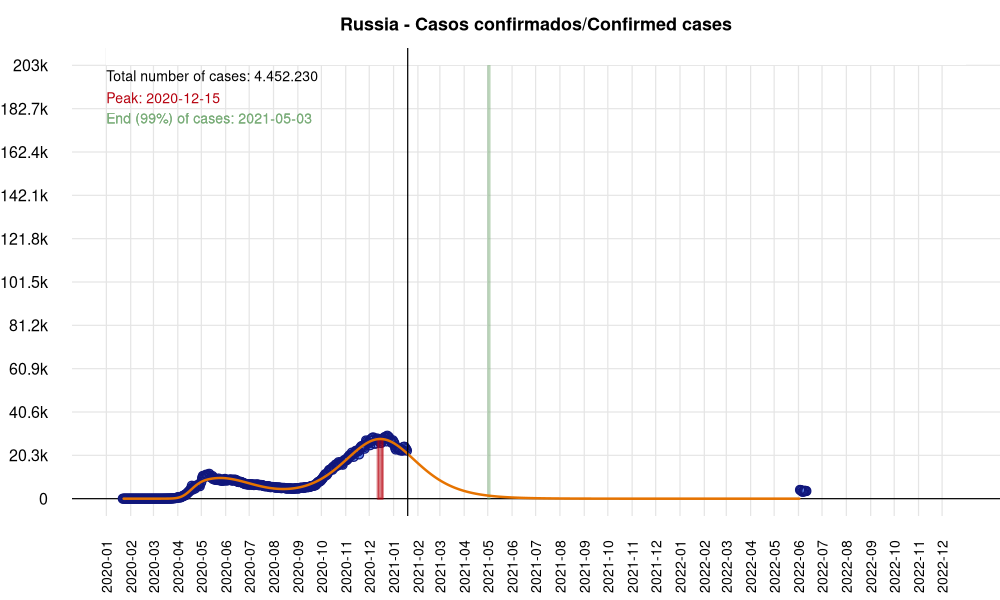 Russia - Casos confirmados/Confirmed cases
Total number of cases: 4.452.230
Peak: 2020-12-15
End (99%) of cases: 2021-05-03
203k
182.7k
162.4k
142.1k
121.8k
101.5k
81.2k
60.9k
40.6k
20.3k
0
2020-01
2020-02
2020-03
2020-04
2020-05
2020-06
2020-07
2020-08
2020-09
2020-10
2020-11
2020-12
2021-01
2021-02
2021-03
2021-04
2021-05
2021-06
2021-07
2021-08
2021-09
2021-10
2021-11
2021-12
2022-01
2022-02
2022-03
2022-04
2022-05
2022-06
2022-07
2022-08
2022-09
2022-10
2022-11
2022-12